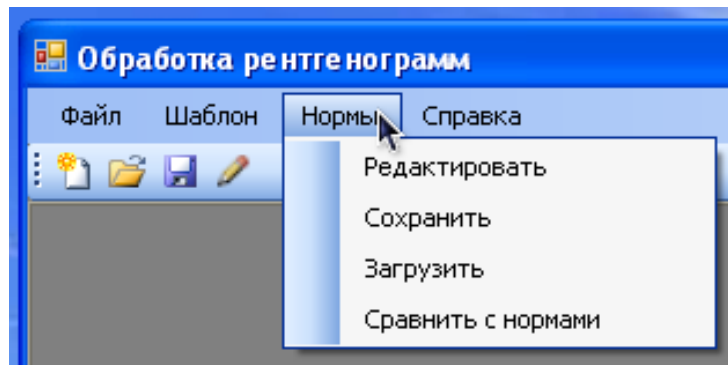 Обработка рентгенограмм
Файл Шаблон Нормы Справка
Редактировать
Сохранить
Загрузить
Сравнить с нормами